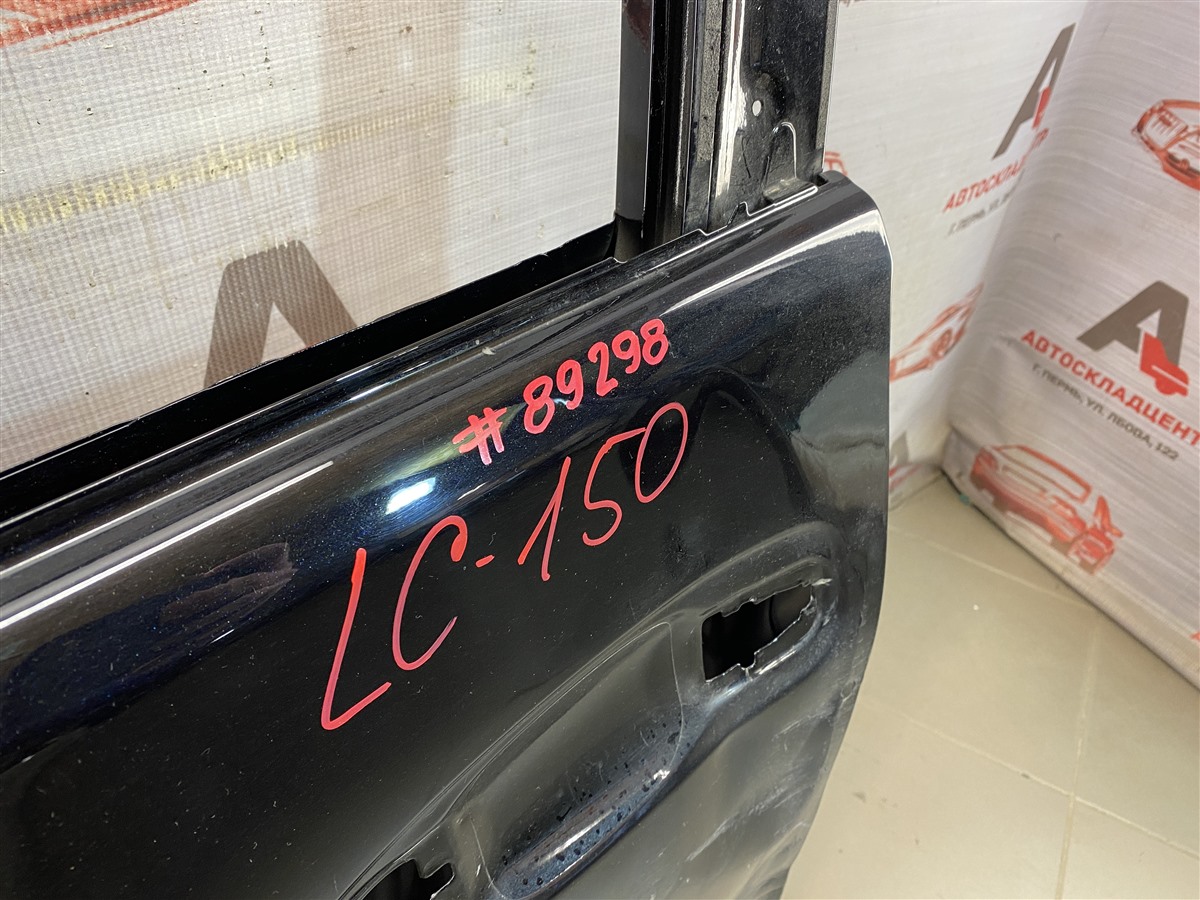 #89298
LC-150
АВТОСКЛАДЦЕНТР
Г. ПЕРМЬ, УЛ. ЛБОВА, 122